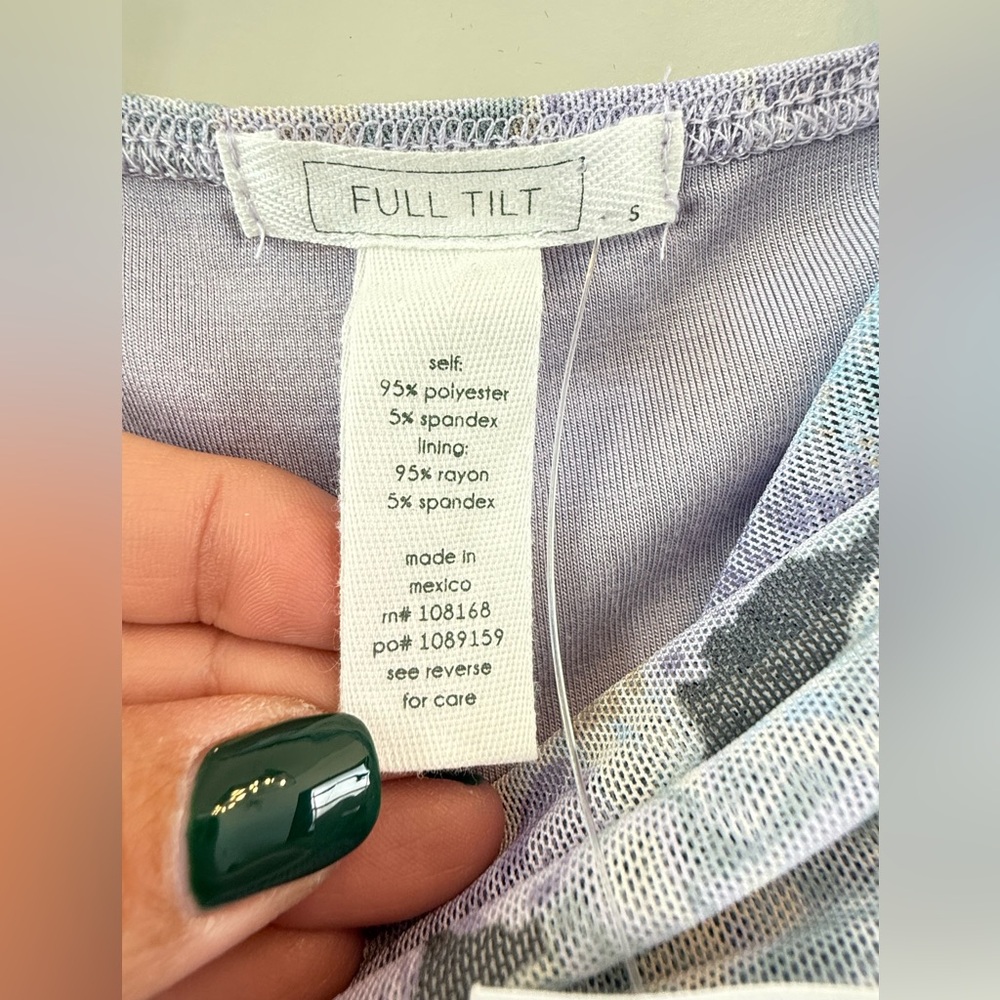 FULL TILT
S
self:
95% polyester
5% spandex
lining:
95% rayon
5% spandex
made in
mexico
rn# 108168
po# 1089159
see reverse
for care